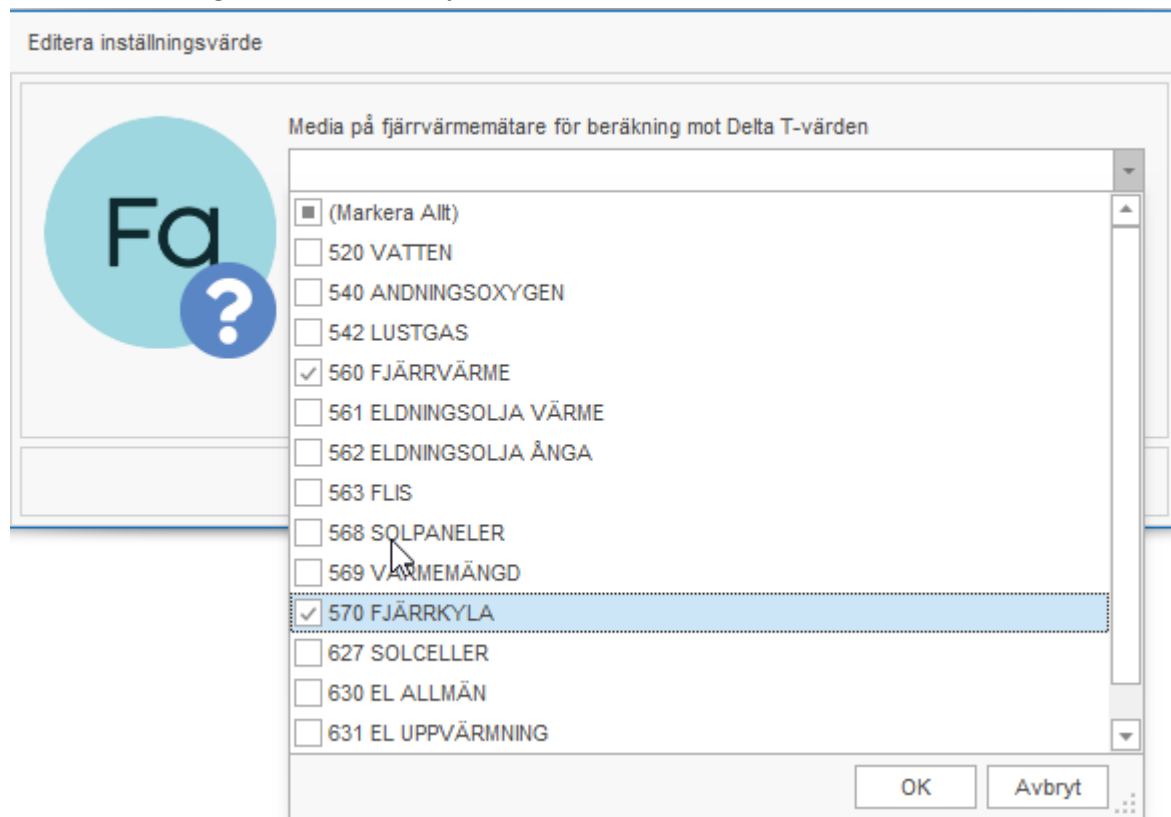 Editera inställningsvärde
Fa
?
Media på fjärrvärmemätare för beräkning mot Delta T-värden
(Markera Allt)
520 VATTEN
540 ANDNINGSOXYGEN
542 LUSTGAS
560 FJÄRRVÄRME
561 ELDNINGSOLJA VÄRME
562 ELDNINGSOLJA ÅNGA
563 FLIS
568 SOLPANELER
569 VÄRMEMÄNGD
570 FJÄRRKYLA
627 SOLCELLER
630 EL ALLMÄN
631 EL UPPVÄRMNING
OK Avbryt